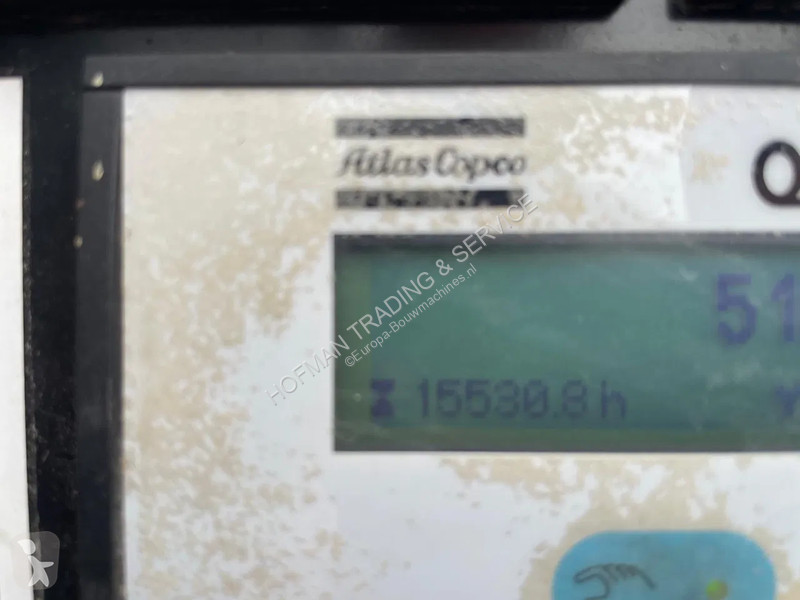 Atlas Copco
Q
51
15530.8 h
HOFMAN TRADING & SERVICE
©Europa-Bouwmachines.nl